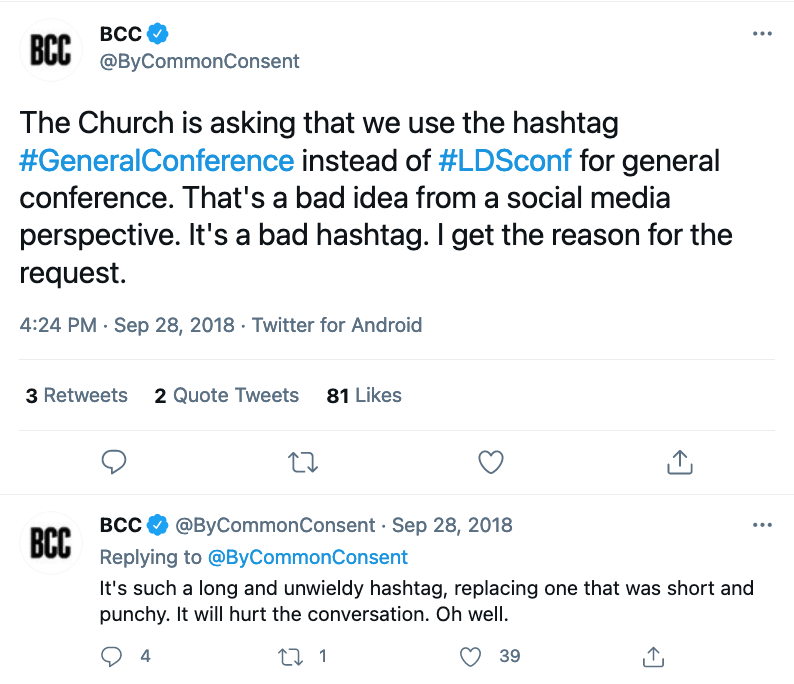 BCC
BCC
@ByCommonConsent
The Church is asking that we use the hashtag
#GeneralConference instead of #LDSconf for general
conference. That's a bad idea from a social media
perspective. It's a bad hashtag. I get the reason for the
request.
4:24 PM · Sep 28, 2018 · Twitter for Android
3 Retweets 2 Quote Tweets 81 Likes
BCC
BCC @ByCommonConsent · Sep 28, 2018
Replying to @ByCommonConsent
It's such a long and unwieldy hashtag, replacing one that was short and
punchy. It will hurt the conversation. Oh well.
4 1 39